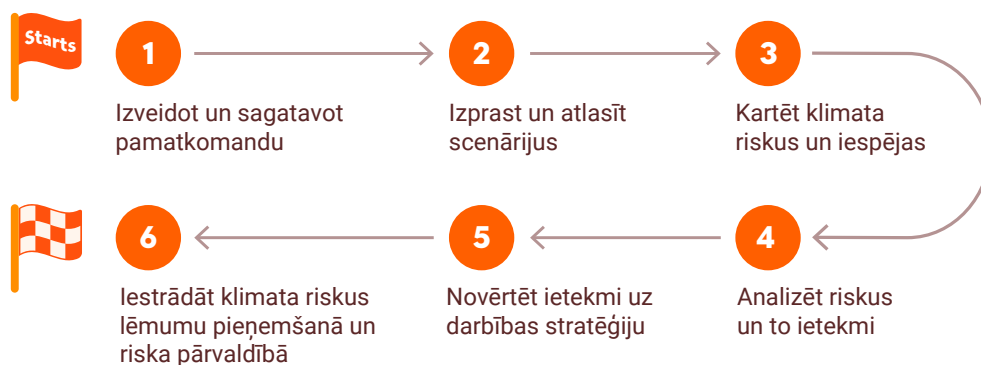 Starts
1
Izveidot un sagatavot
pamatkomandu
2
Izprast un atlasīt
scenārijus
3
Kartēt klimata
riskus un iespējas
4
Analizēt riskus
un to ietekmi
5
Novērtēt ietekmi uz
darbības stratēģiju
6
Iestrādāt klimata riskus
lēmumu pieņemšanā un
riska pārvaldībā